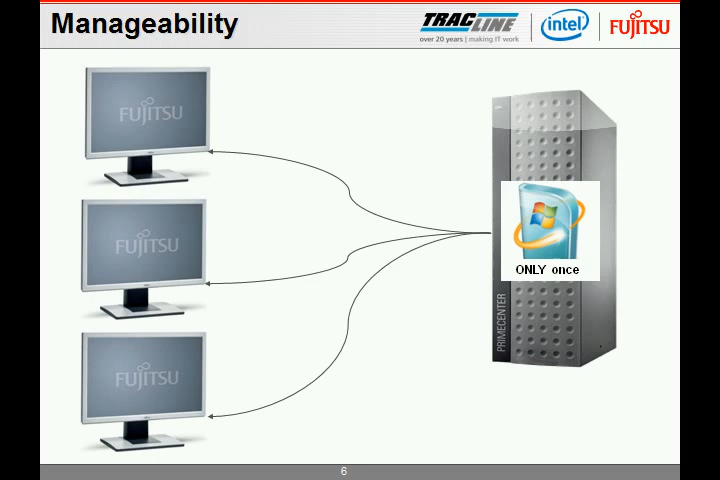 Manageability
TRACLINE
over 20 years | making IT work
intel
FUJITSU
FUJITSU
FUJITSU
FUJITSU
ONLY once
PRIMECENTER
6